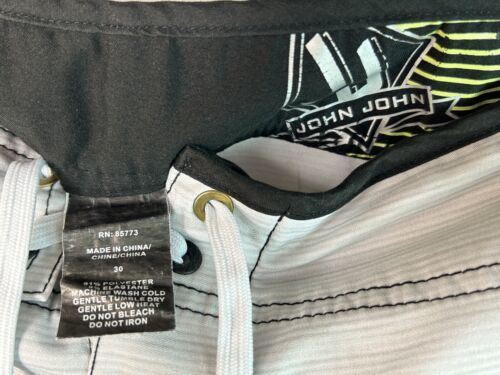 JOHN JOHN
RN: 85773
MADE IN CHINA/
CHINE/CHINA
30
91% POLYESTER
9% ELASTANE
MACHINE WASH COLD
GENTLE TUMBLE DRY
GENTLE LOW HEAT
DO NOT BLEACH
DO NOT IRON